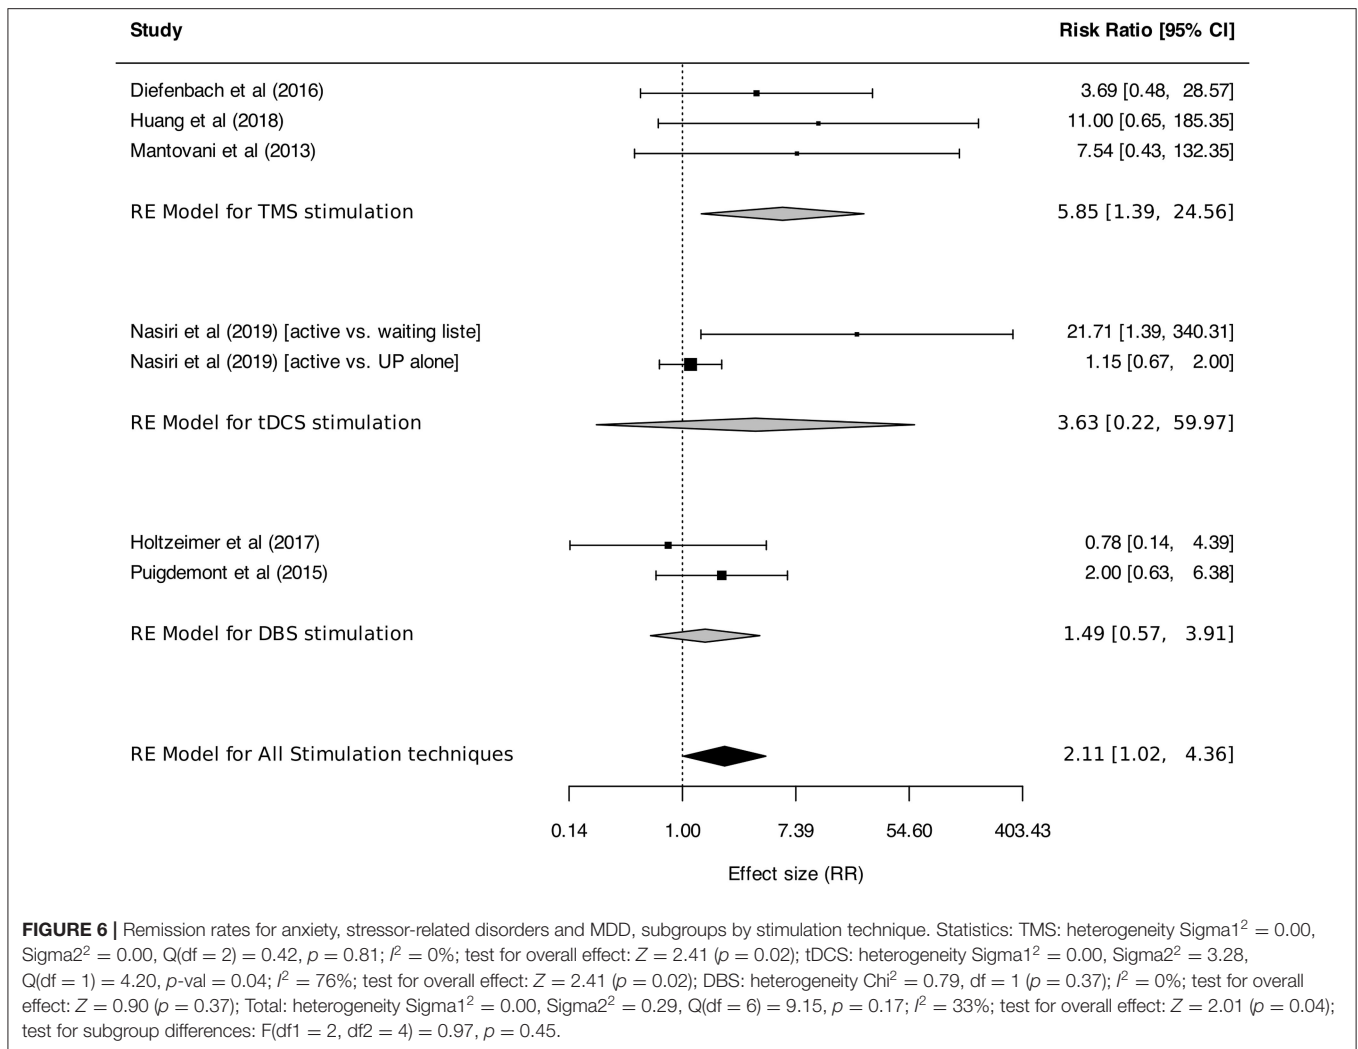 Study Risk Ratio [95% CI]
Diefenbach et al (2016) 3.69 [0.48, 28.57]
Huang et al (2018) 11.00 [0.65, 185.35]
Mantovani et al (2013) 7.54 [0.43, 132.35]
RE Model for TMS stimulation 5.85 [1.39, 24.56]
Nasiri et al (2019) [active vs. waiting liste] 21.71 [1.39, 340.31]
Nasiri et al (2019) [active vs. UP alone] 1.15 [0.67, 2.00]
RE Model for tDCS stimulation 3.63 [0.22, 59.97]
Holtzeimer et al (2017) 0.78 [0.14, 4.39]
Puigdemont et al (2015) 2.00 [0.63, 6.38]
RE Model for DBS stimulation 1.49 [0.57, 3.91]
RE Model for All Stimulation techniques 2.11 [1.02, 4.36]
0.14 1.00 7.39 54.60 403.43
Effect size (RR)
FIGURE 6 | Remission rates for anxiety, stressor-related disorders and MDD, subgroups by stimulation technique. Statistics: TMS: heterogeneity Sigma1² = 0.00,
Sigma2² = 0.00, Q(df = 2) = 0.42, p = 0.81; I² = 0%; test for overall effect: Z = 2.41 (p = 0.02); tDCS: heterogeneity Sigma1² = 0.00, Sigma2² = 3.28,
Q(df = 1) = 4.20, p-val = 0.04; I² = 76%; test for overall effect: Z = 2.41 (p = 0.02); DBS: heterogeneity Chi² = 0.79, df = 1 (p = 0.37); I² = 0%; test for overall
effect: Z = 0.90 (p = 0.37); Total: heterogeneity Sigma1² = 0.00, Sigma2² = 0.29, Q(df = 6) = 9.15, p = 0.17; I² = 33%; test for overall effect: Z = 2.01 (p = 0.04);
test for subgroup differences: F(df1 = 2, df2 = 4) = 0.97, p = 0.45.